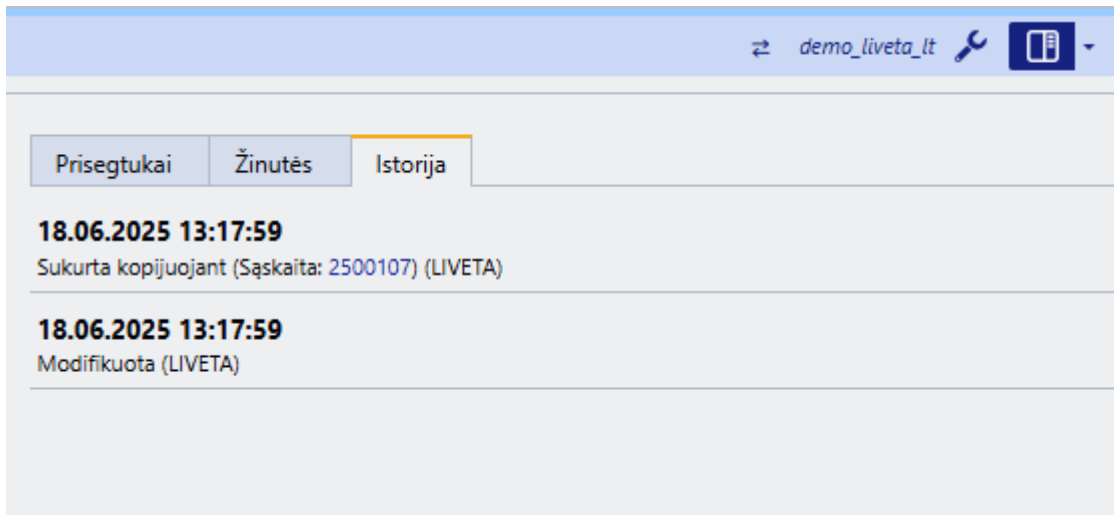 demo_liveta_lt
Prisegtukai Žinutės Istorija
18.06.2025 13:17:59
Sukurta kopijuojant (Sąskaita: 2500107) (LIVETA)
18.06.2025 13:17:59
Modifikuota (LIVETA)